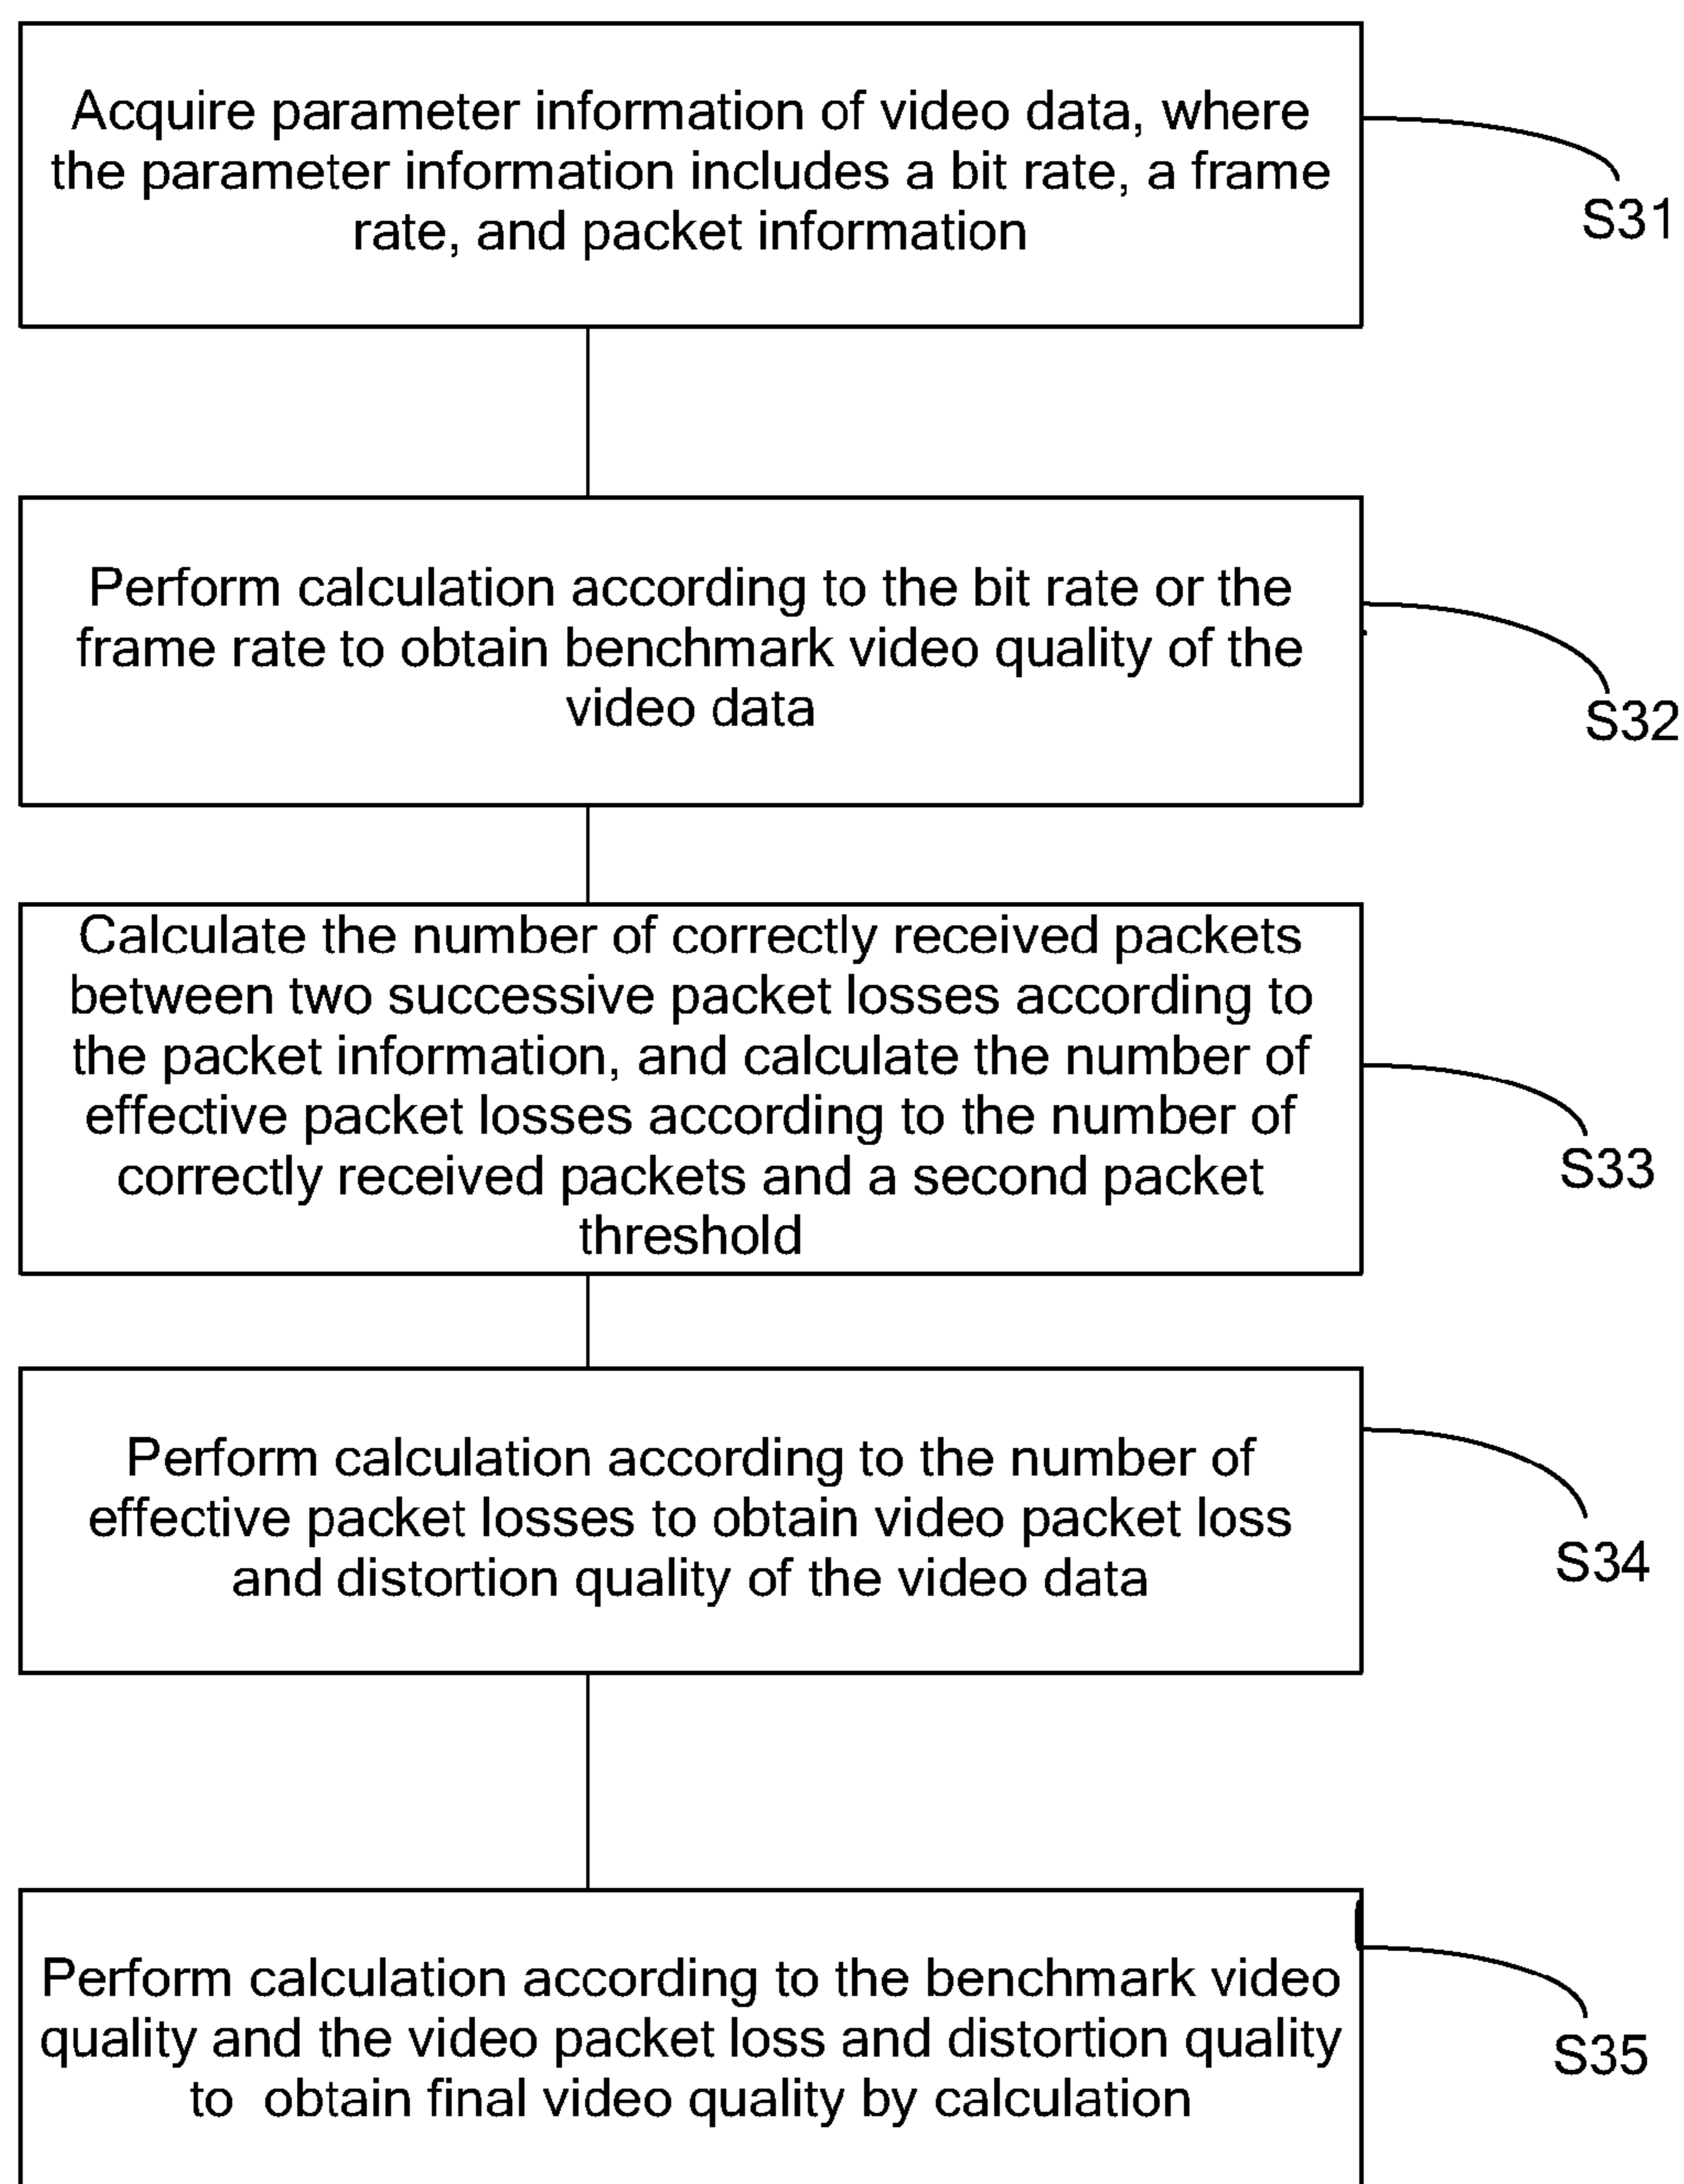 Acquire parameter information of video data, where
the parameter information includes a bit rate, a frame
rate, and packet information
S31
Perform calculation according to the bit rate or the
frame rate to obtain benchmark video quality of the
video data
S32
Calculate the number of correctly received packets
between two successive packet losses according to
the packet information, and calculate the number of
effective packet losses according to the number of
correctly received packets and a second packet
threshold
S33
Perform calculation according to the number of
effective packet losses to obtain video packet loss
and distortion quality of the video data
S34
Perform calculation according to the benchmark video
quality and the video packet loss and distortion quality
to obtain final video quality by calculation
S35